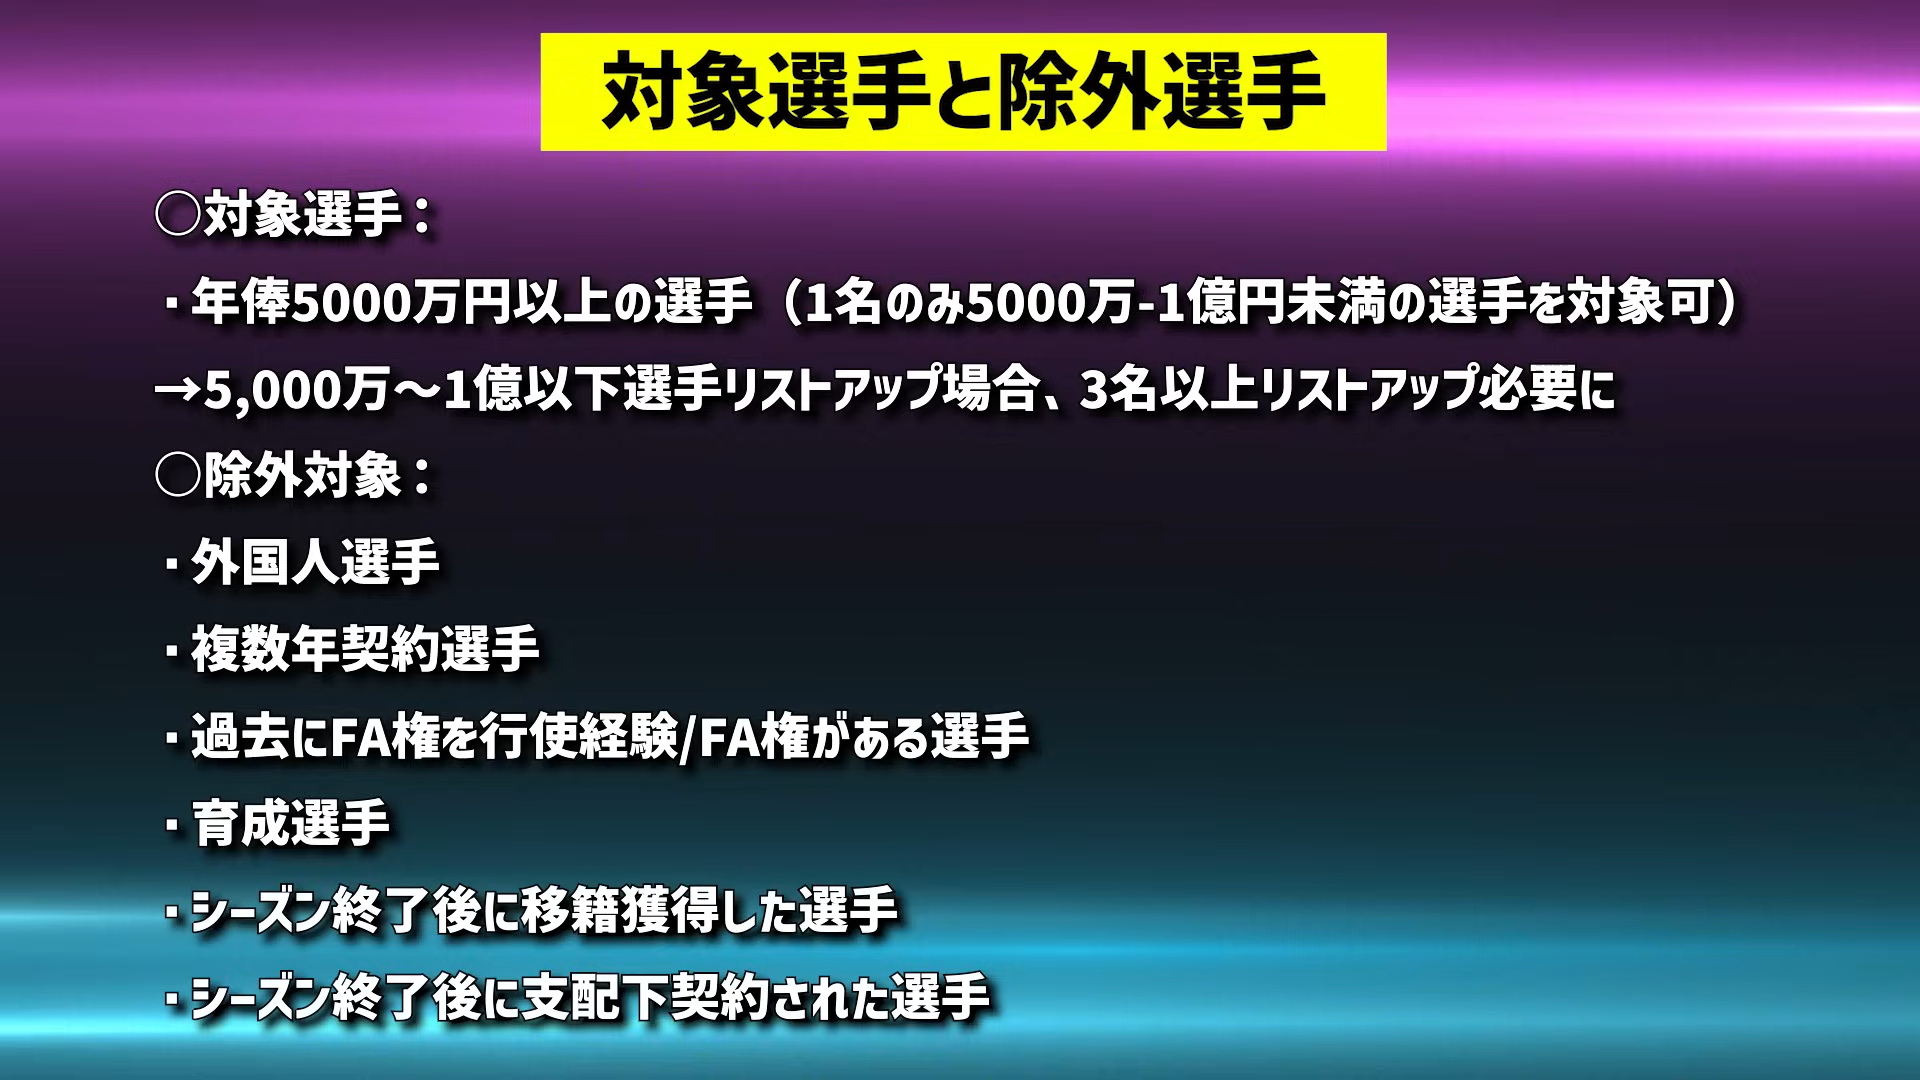 対象選手と除外選手
○対象選手：
・年俸5000万円以上の選手（1名のみ5000万-1億円未満の選手を対象可）
→5,000万～1億以下選手リストアップ場合、3名以上リストアップ必要に
○除外対象：
・外国人選手
・複数年契約選手
・過去にFA権を行使経験/FA権がある選手
・育成選手
・シーズン終了後に移籍獲得した選手
・シーズン終了後に支配下契約された選手